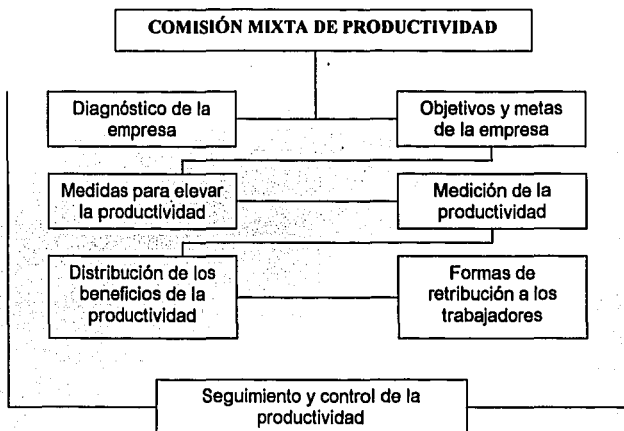 COMISIÓN MIXTA DE PRODUCTIVIDAD
Diagnóstico de la
empresa
Objetivos y metas
de la empresa
Medidas para elevar
la productividad
Medición de la
productividad
Distribución de los
beneficios de la
productividad
Formas de
retribución a los
trabajadores
Seguimiento y control de la
productividad